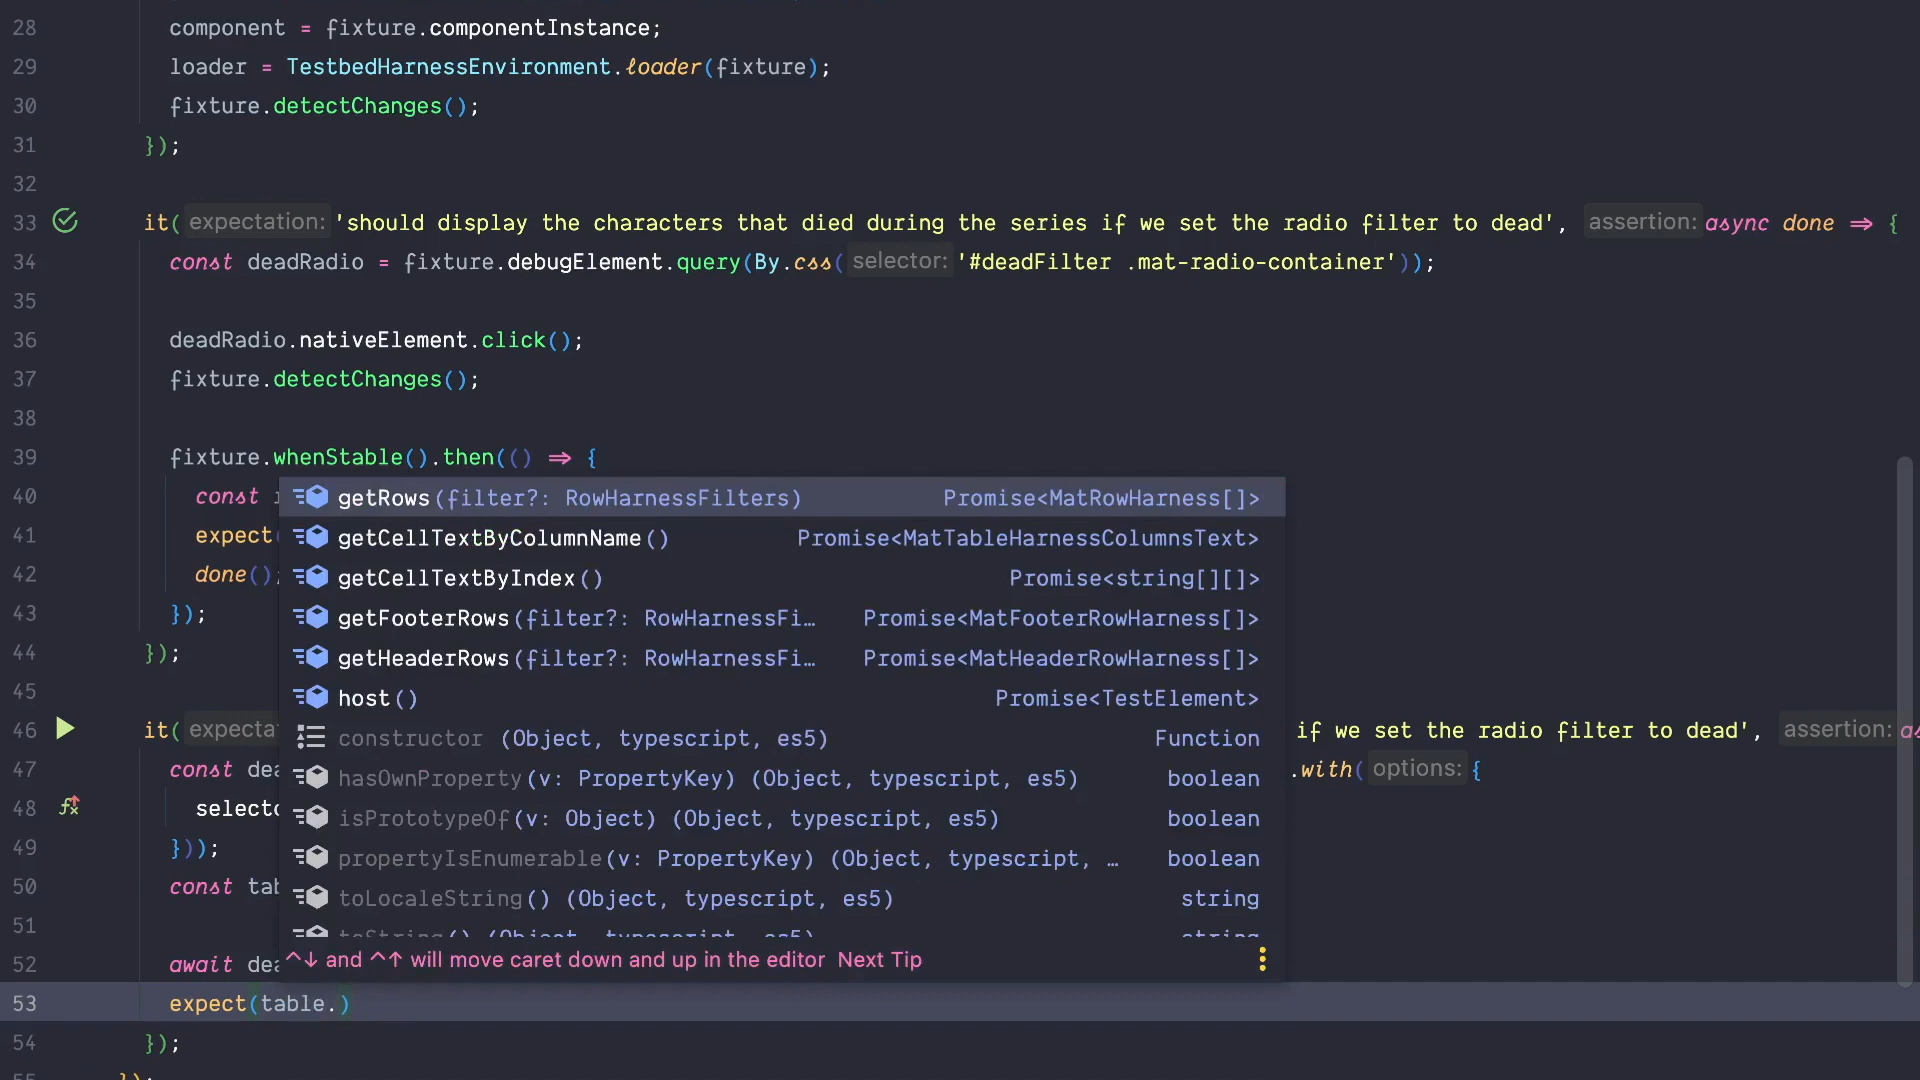 28 component = fixture.componentInstance;
29 loader = TestbedHarnessEnvironment.loader(fixture);
30 fixture.detectChanges();
31 });
32
33 it( expectation: 'should display the characters that died during the series if we set the radio filter to dead', assertion: async done ⇒ {
34 const deadRadio = fixture.debugElement.query(By.css( selector: '#deadFilter .mat-radio-container'));
35
36 deadRadio.nativeElement.click();
37 fixture.detectChanges();
38
39 fixture.whenStable().then(() ⇒ {
40 const
getRows(filter?: RowHarnessFilters) Promise<MatRowHarness[]>
41 expect
getCellTextByColumnName() Promise<MatTableHarnessColumnsText>
42 done();
getCellTextByIndex() Promise<string[][]>
43 });
getFooterRows(filter?: RowHarnessFi… Promise<MatFooterRowHarness[]>
44 });
getHeaderRows(filter?: RowHarnessFi… Promise<MatHeaderRowHarness[]>
45
host() Promise<TestElement>
46 it( expecta if we set the radio filter to dead', assertion: as
constructor (Object, typescript, es5) Function
47 const dea .with( options: {
hasOwnProperty(v: PropertyKey) (Object, typescript, es5) boolean
48 selecto
isPrototypeOf(v: Object) (Object, typescript, es5) boolean
49 }));
propertyIsEnumerable(v: PropertyKey) (Object, typescript, … boolean
50 const tab
toLocaleString() (Object, typescript, es5) string
51
toString() (Object, typescript, es5) string
52 await dea
^↓ and ^↑ will move caret down and up in the editor Next Tip
53 expect(table.)
54 });
55 });